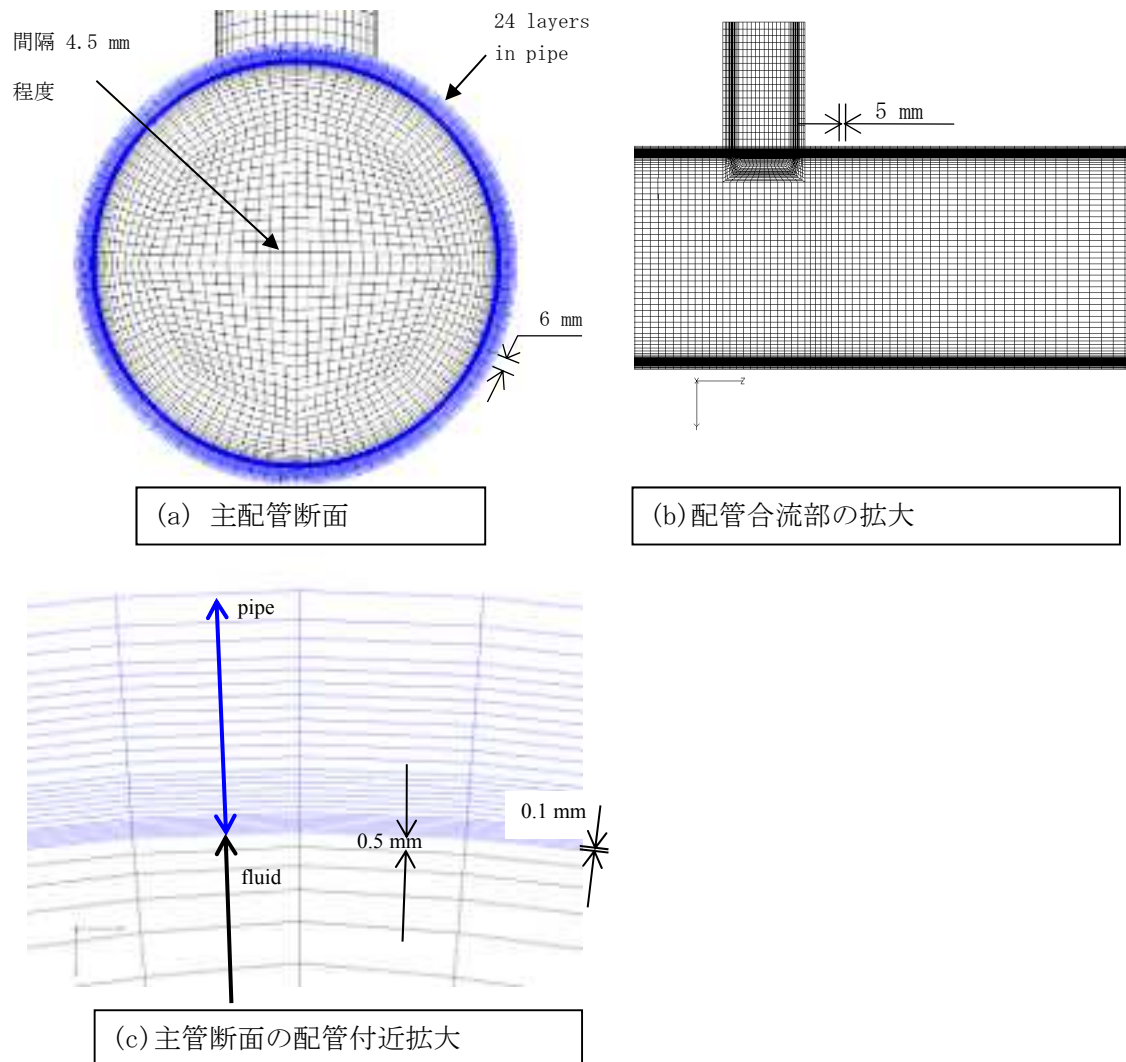 間隔 4.5 mm
程度
24 layers
in pipe
6 mm
(a) 主配管断面
5 mm
Z
Y
(b)配管合流部の拡大
pipe
0.1 mm
0.5 mm
fluid
(c)主管断面の配管付近拡大